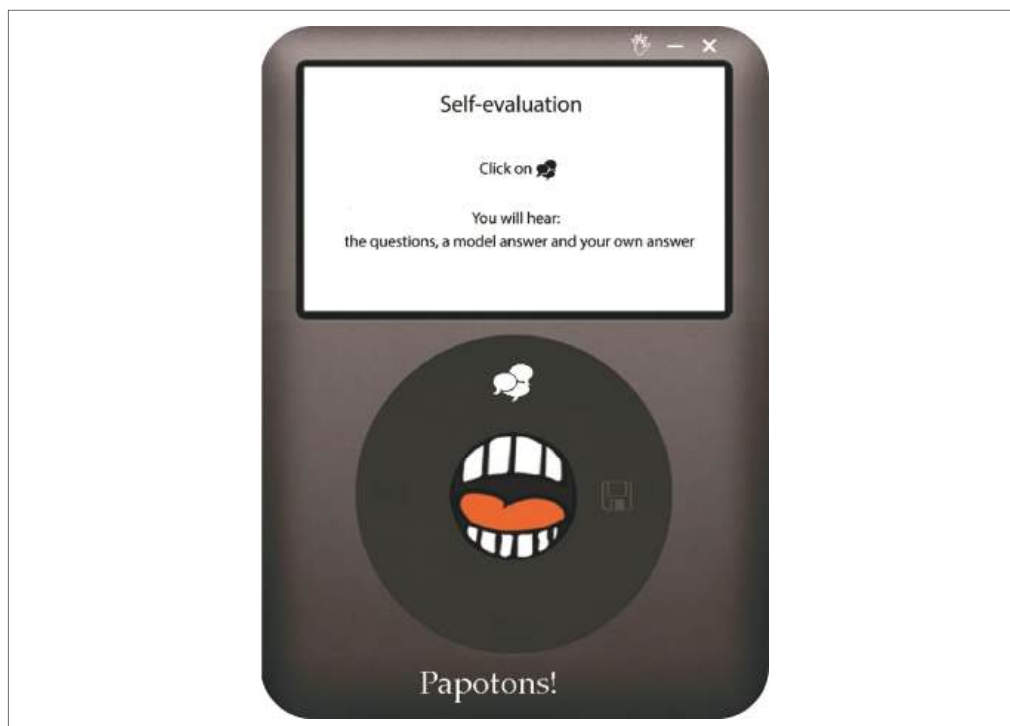 Self-evaluation
Click on
You will hear:
the questions, a model answer and your own answer
Papotons!